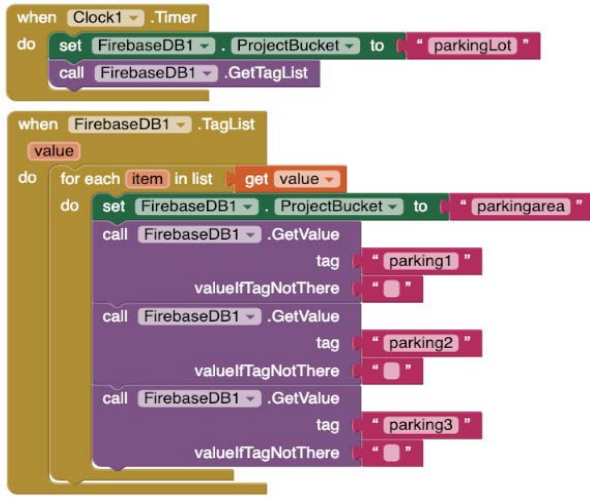 when Clock1 .Timer
do set FirebaseDB1 . ProjectBucket to " parkingLot "
call FirebaseDB1 .GetTagList
when FirebaseDB1 .TagList
value
do for each item in list get value
do set FirebaseDB1 . ProjectBucket to " parkingarea "
call FirebaseDB1 .GetValue
tag " parking1 "
valueIfTagNotThere " "
call FirebaseDB1 .GetValue
tag " parking2 "
valueIfTagNotThere " "
call FirebaseDB1 .GetValue
tag " parking3 "
valueIfTagNotThere " "